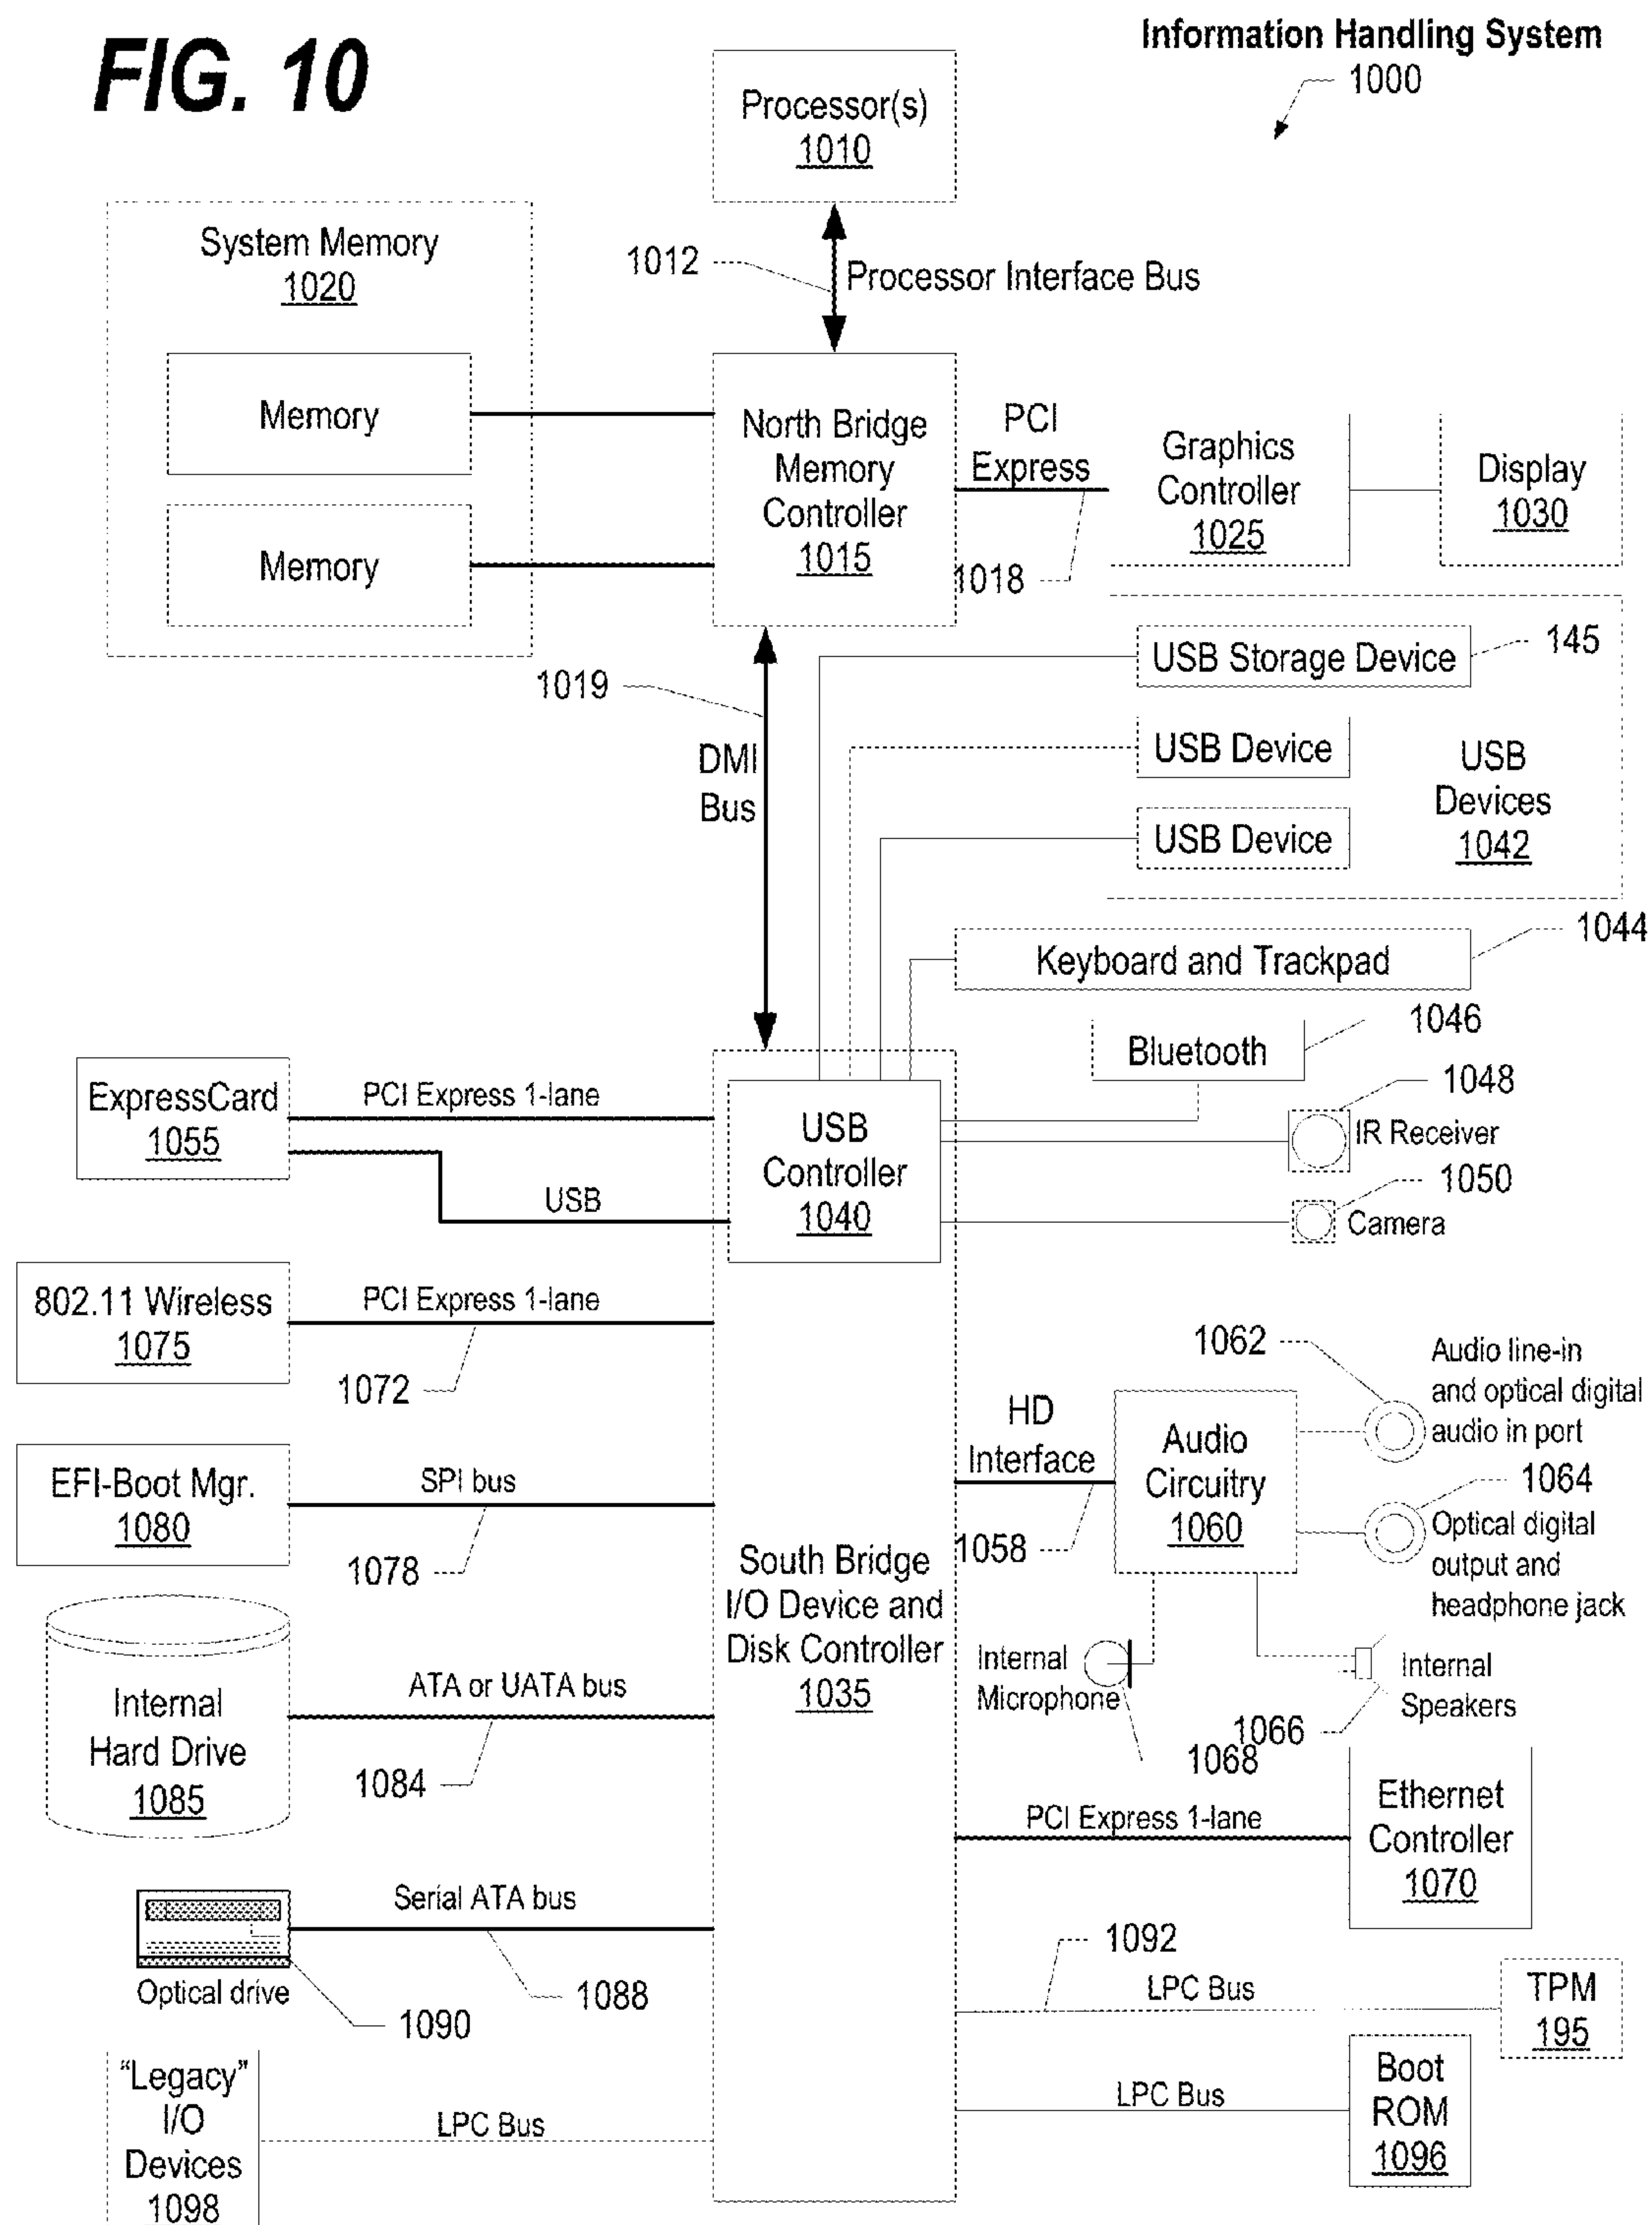 FIG. 10
Information Handling System
1000
Processor(s)
1010
1012
Processor Interface Bus
System Memory
1020
Memory
Memory
North Bridge
Memory
Controller
1015
PCI
Express
1018
Graphics
Controller
1025
Display
1030
1019
DMI
Bus
USB Storage Device
145
USB Device
USB Device
USB
Devices
1042
Keyboard and Trackpad
1044
Bluetooth
1046
1048
IR Receiver
1050
Camera
ExpressCard
1055
PCI Express 1-lane
USB
USB
Controller
1040
802.11 Wireless
1075
PCI Express 1-lane
1072
EFI-Boot Mgr.
1080
SPI bus
1078
South Bridge
I/O Device and
Disk Controller
1035
HD
Interface
1058
Audio
Circuitry
1060
1062
Audio line-in
and optical digital
audio in port
1064
Optical digital
output and
headphone jack
Internal
Microphone
1068
1066
Internal
Speakers
Internal
Hard Drive
1085
ATA or UATA bus
1084
PCI Express 1-lane
Ethernet
Controller
1070
Serial ATA bus
1088
Optical drive
1090
1092
LPC Bus
TPM
195
"Legacy"
I/O
Devices
1098
LPC Bus
LPC Bus
Boot
ROM
1096